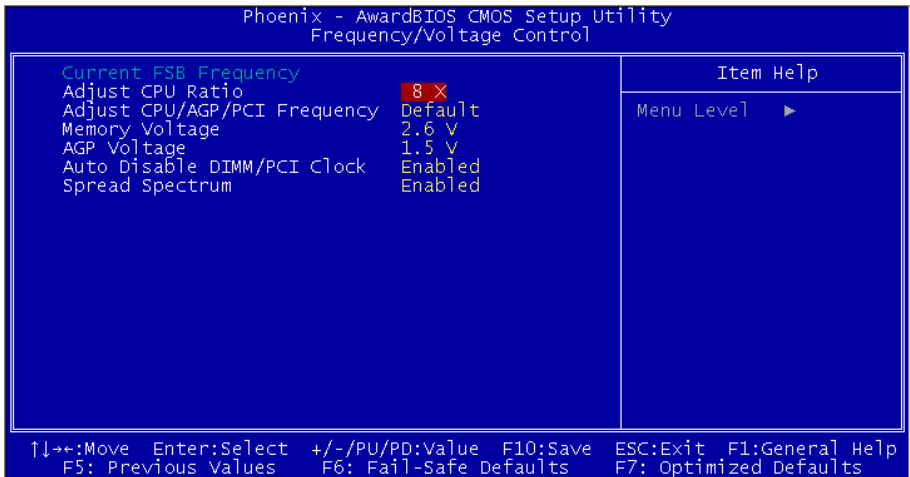 Phoenix - AwardBIOS CMOS Setup Utility
Frequency/Voltage Control
Current FSB Frequency
Adjust CPU Ratio 8 X
Adjust CPU/AGP/PCI Frequency Default
Memory Voltage 2.6 V
AGP Voltage 1.5 V
Auto Disable DIMM/PCI Clock Enabled
Spread Spectrum Enabled
Item Help
Menu Level ►
↑↓→←:Move Enter:Select +/-/PU/PD:Value F10:Save ESC:Exit F1:General Help
F5: Previous Values F6: Fail-Safe Defaults F7: Optimized Defaults